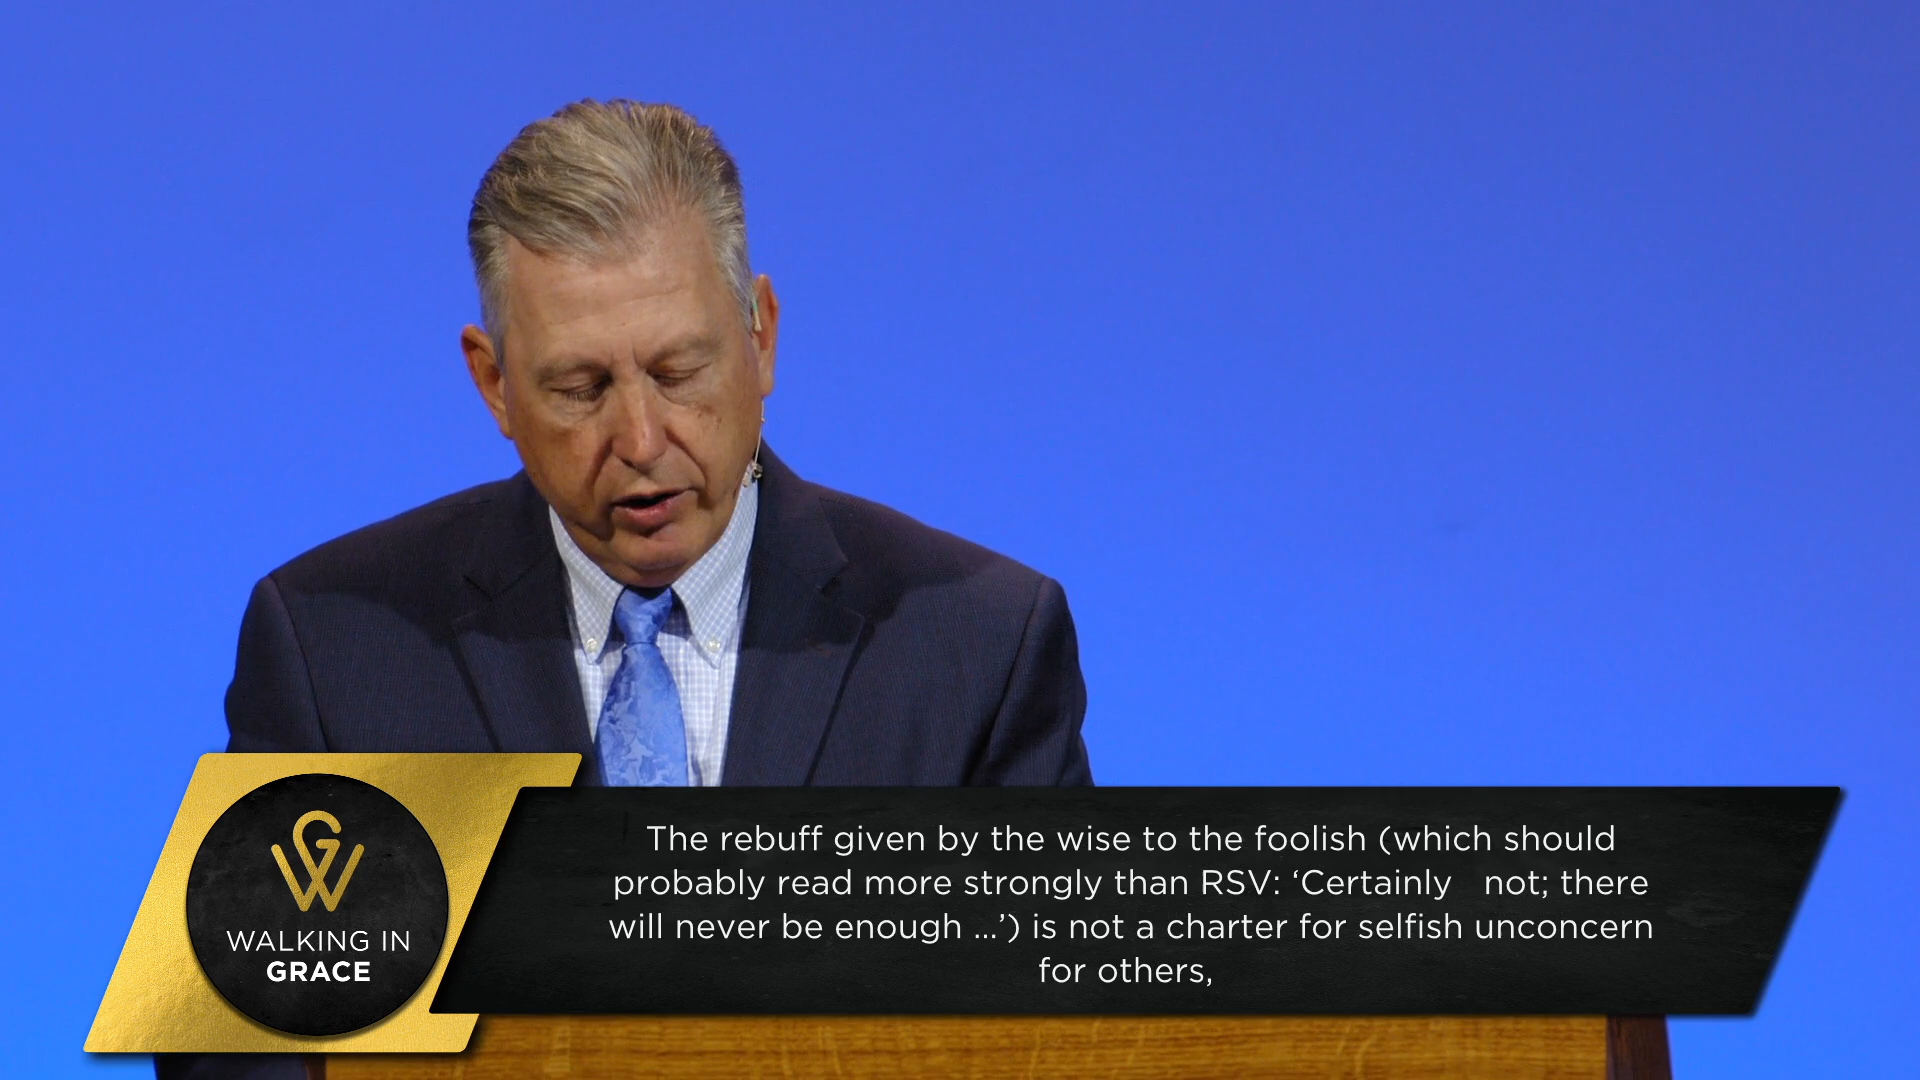 The rebuff given by the wise to the foolish (which should
probably read more strongly than RSV: ‘Certainly   not; there
will never be enough ...’) is not a charter for selfish unconcern
for others,
GW
WALKING IN
GRACE